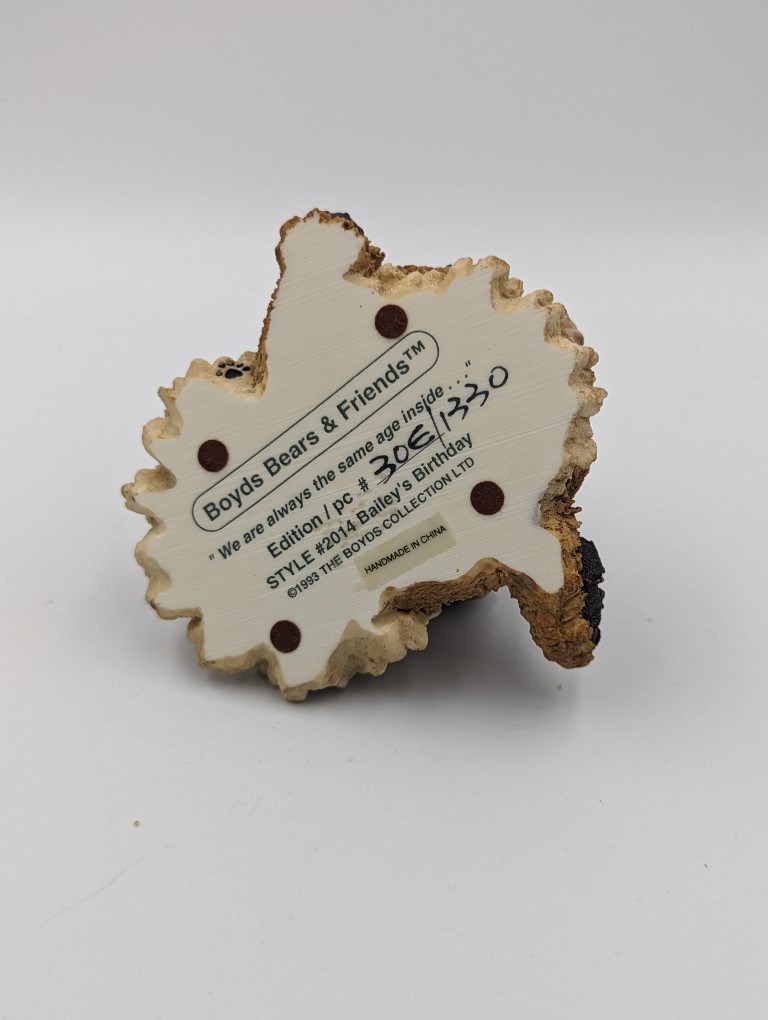 Boyds Bears & Friends™
" We are always the same age inside . . . "
Edition / pc # 30E/1330
STYLE #2014 Bailey's Birthday
©1993 THE BOYDS COLLECTION LTD
HANDMADE IN CHINA